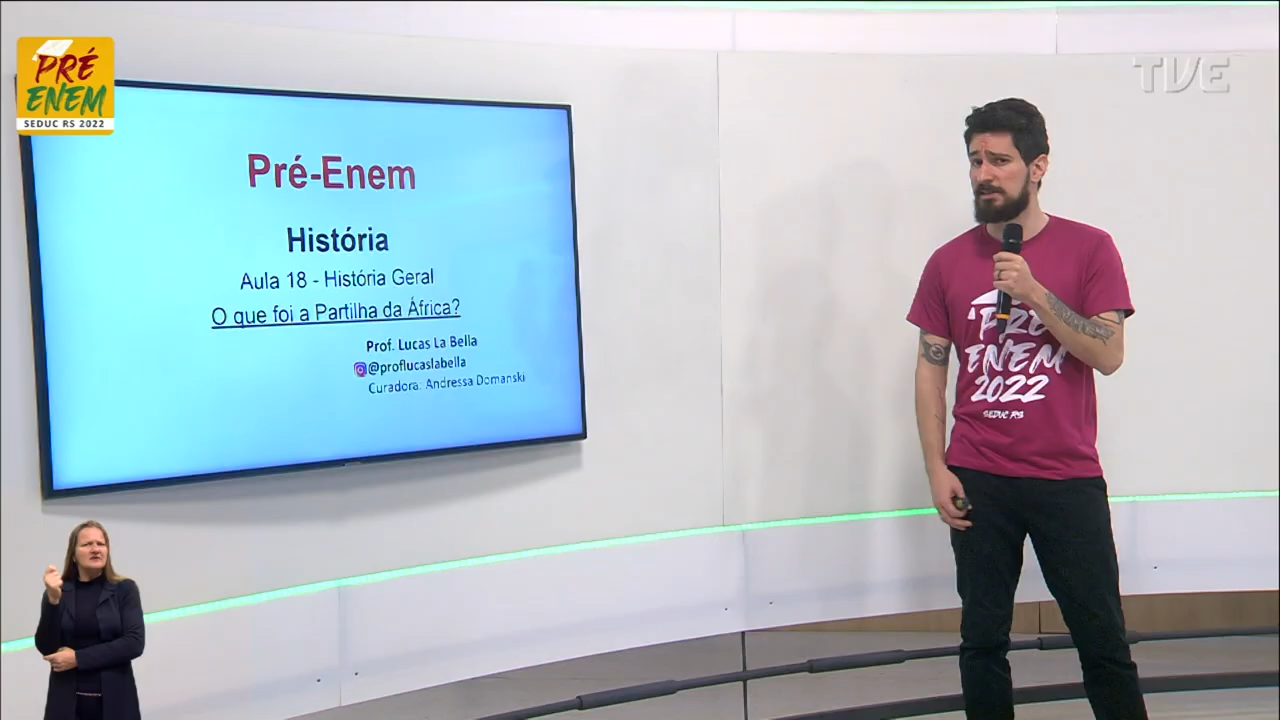 PRÉ
ENEM
SEDUC RS 2022
TVE
Pré-Enem
História
Aula 18 - História Geral
O que foi a Partilha da África?
Prof. Lucas La Bella
@proflucaslabella
Curadora: Andressa Domanski
PRÉ
ENEM
2022
SEDUC RS